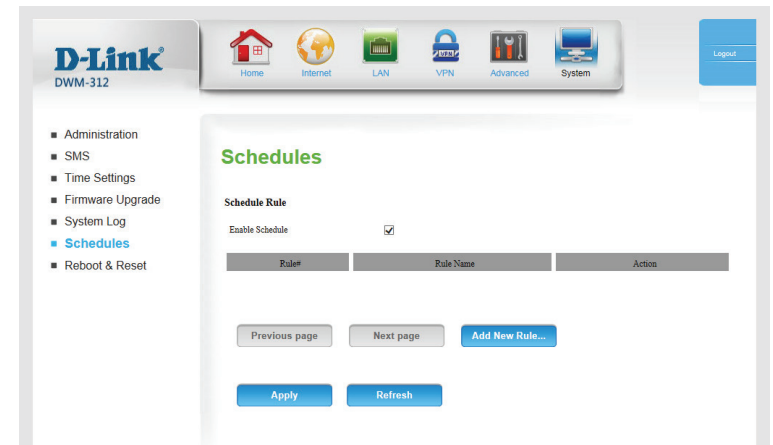 D-Link®
DWM-312
Home Internet LAN VPN Advanced System
Logout
Administration
SMS
Time Settings
Firmware Upgrade
System Log
Schedules
Reboot & Reset
Schedules
Schedule Rule
Enable Schedule
Rule# Rule Name Action
Previous page Next page Add New Rule...
Apply Refresh